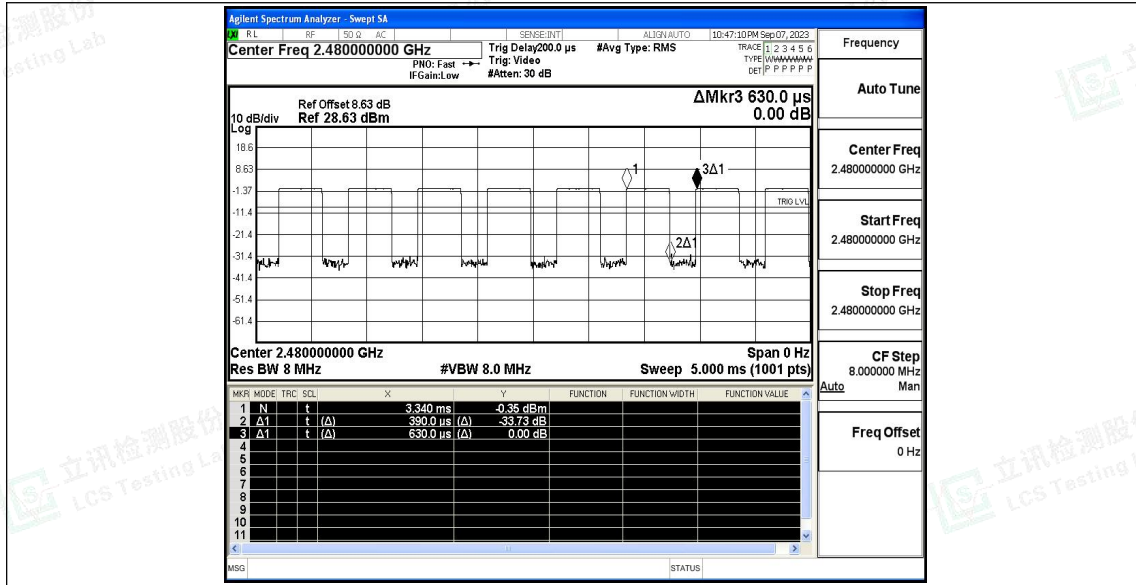 Agilent Spectrum Analyzer - Swept SA
LXI RL RF 50 Ω AC SENSE:INT ALIGNAUTO 10:47:10 PM Sep 07, 2023
Center Freq 2.480000000 GHz
PNO: Fast
IFGain:Low
Trig Delay200.0 µs
Trig: Video
#Atten: 30 dB
#Avg Type: RMS
TRACE 1 2 3 4 5 6
TYPE WWWWWW
DET P P P P P P
ΔMkr3 630.0 µs
0.00 dB
Ref Offset 8.63 dB
10 dB/div Ref 28.63 dBm
Log
18.6
8.63
-1.37
-11.4
-21.4
-31.4
-41.4
-51.4
-61.4
1
3Δ1
TRIG LVL
2Δ1
Center 2.480000000 GHz Span 0 Hz
Res BW 8 MHz #VBW 8.0 MHz Sweep 5.000 ms (1001 pts)
MKR MODE TRC SCL X Y FUNCTION FUNCTION WIDTH FUNCTION VALUE
1 N t 3.340 ms -0.35 dBm
2 Δ1 t (Δ) 390.0 µs (Δ) -33.73 dB
3 Δ1 t (Δ) 630.0 µs (Δ) 0.00 dB
4
5
6
7
8
9
10
11
MSG STATUS
Frequency
Auto Tune
Center Freq
2.480000000 GHz
Start Freq
2.480000000 GHz
Stop Freq
2.480000000 GHz
CF Step
8.000000 MHz
Auto Man
Freq Offset
0 Hz
立讯检测股份
LCS Testing La
立讯检测股
LCS Testing L
测股份
esting Lab